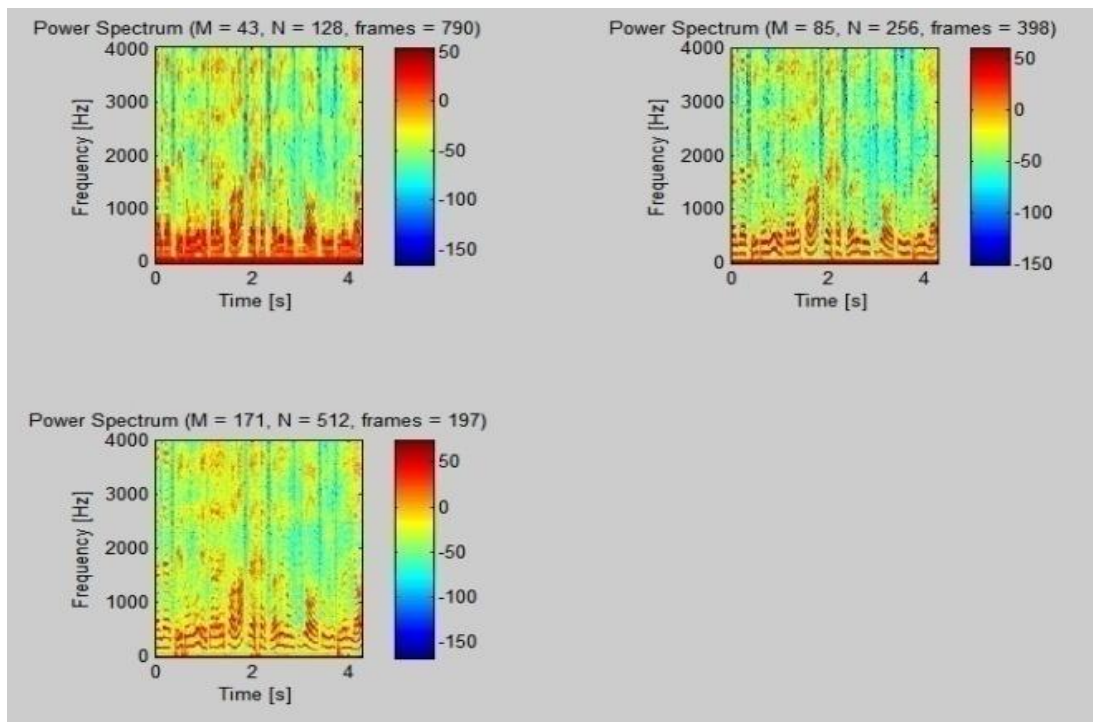 Power Spectrum (M = 43, N = 128, frames = 790)
4000
3000
2000
1000
0
Frequency [Hz]
0 2 4
Time [s]
50
0
-50
-100
-150
Power Spectrum (M = 85, N = 256, frames = 398)
4000
3000
2000
1000
0
Frequency [Hz]
0 2 4
Time [s]
50
0
-50
-100
-150
Power Spectrum (M = 171, N = 512, frames = 197)
4000
3000
2000
1000
0
Frequency [Hz]
0 2 4
Time [s]
50
0
-50
-100
-150